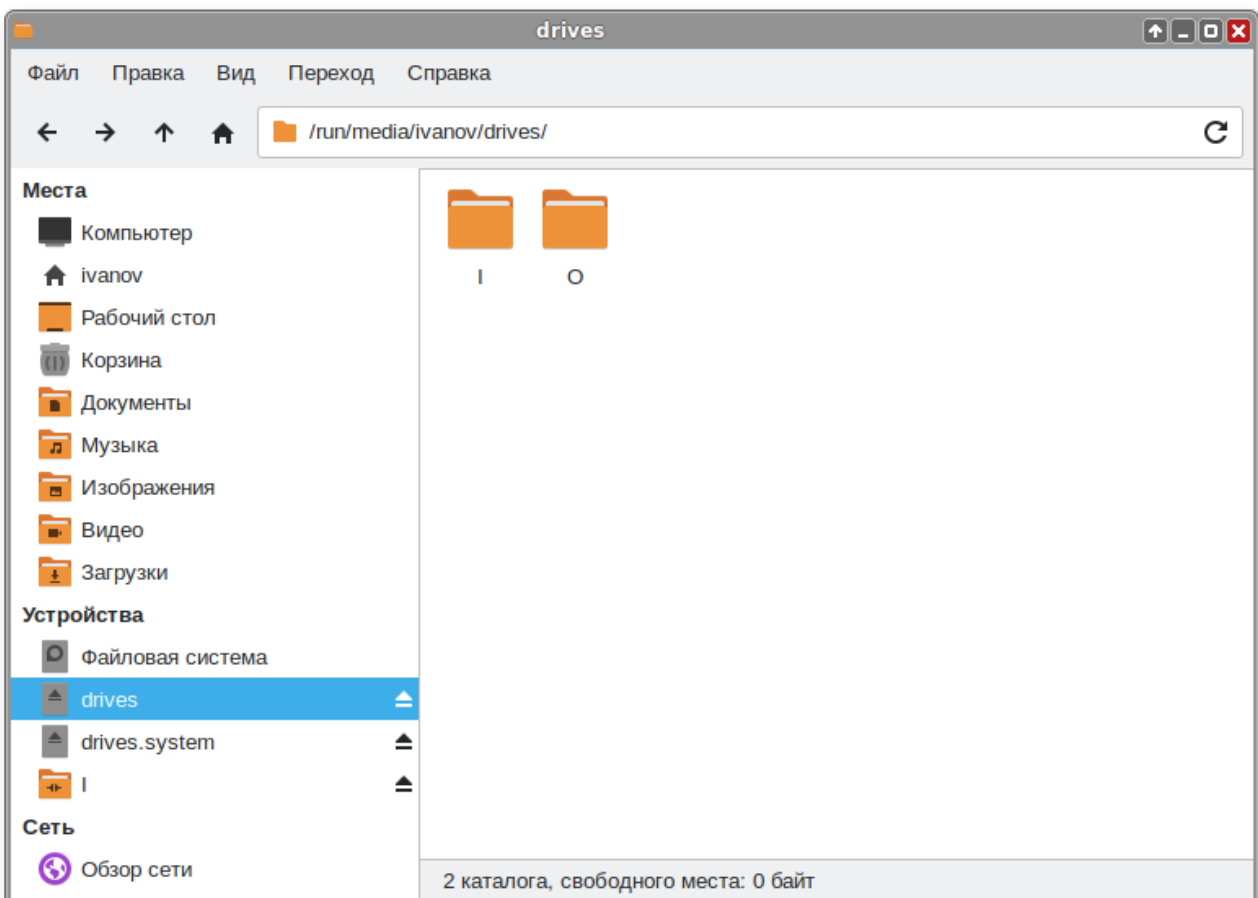 drives
Файл Правка Вид Переход Справка
/run/media/ivanov/drives/
Места
Компьютер
ivanov
Рабочий стол
Корзина
Документы
Музыка
Изображения
Видео
Загрузки
Устройства
Файловая система
drives
drives.system
I
Сеть
Обзор сети
I O
2 каталога, свободного места: 0 байт